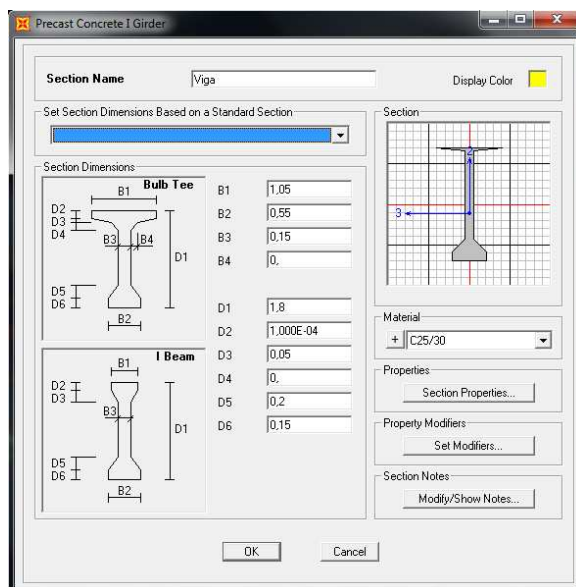 Precast Concrete I Girder
Section Name Viga Display Color
Set Section Dimensions Based on a Standard Section
Section
2
3
Section Dimensions
Bulb Tee
B1
D2
D3
D4
B3 B4
D1
D5
D6
B2
I Beam
B1
D2
D3
B3
D1
D5
D6
B2
B1 1,05
B2 0,55
B3 0,15
B4 0,
D1 1,8
D2 1,000E-04
D3 0,05
D4 0,
D5 0,2
D6 0,15
Material
+ C25/30
Properties
Section Properties...
Property Modifiers
Set Modifiers...
Section Notes
Modify/Show Notes...
OK Cancel